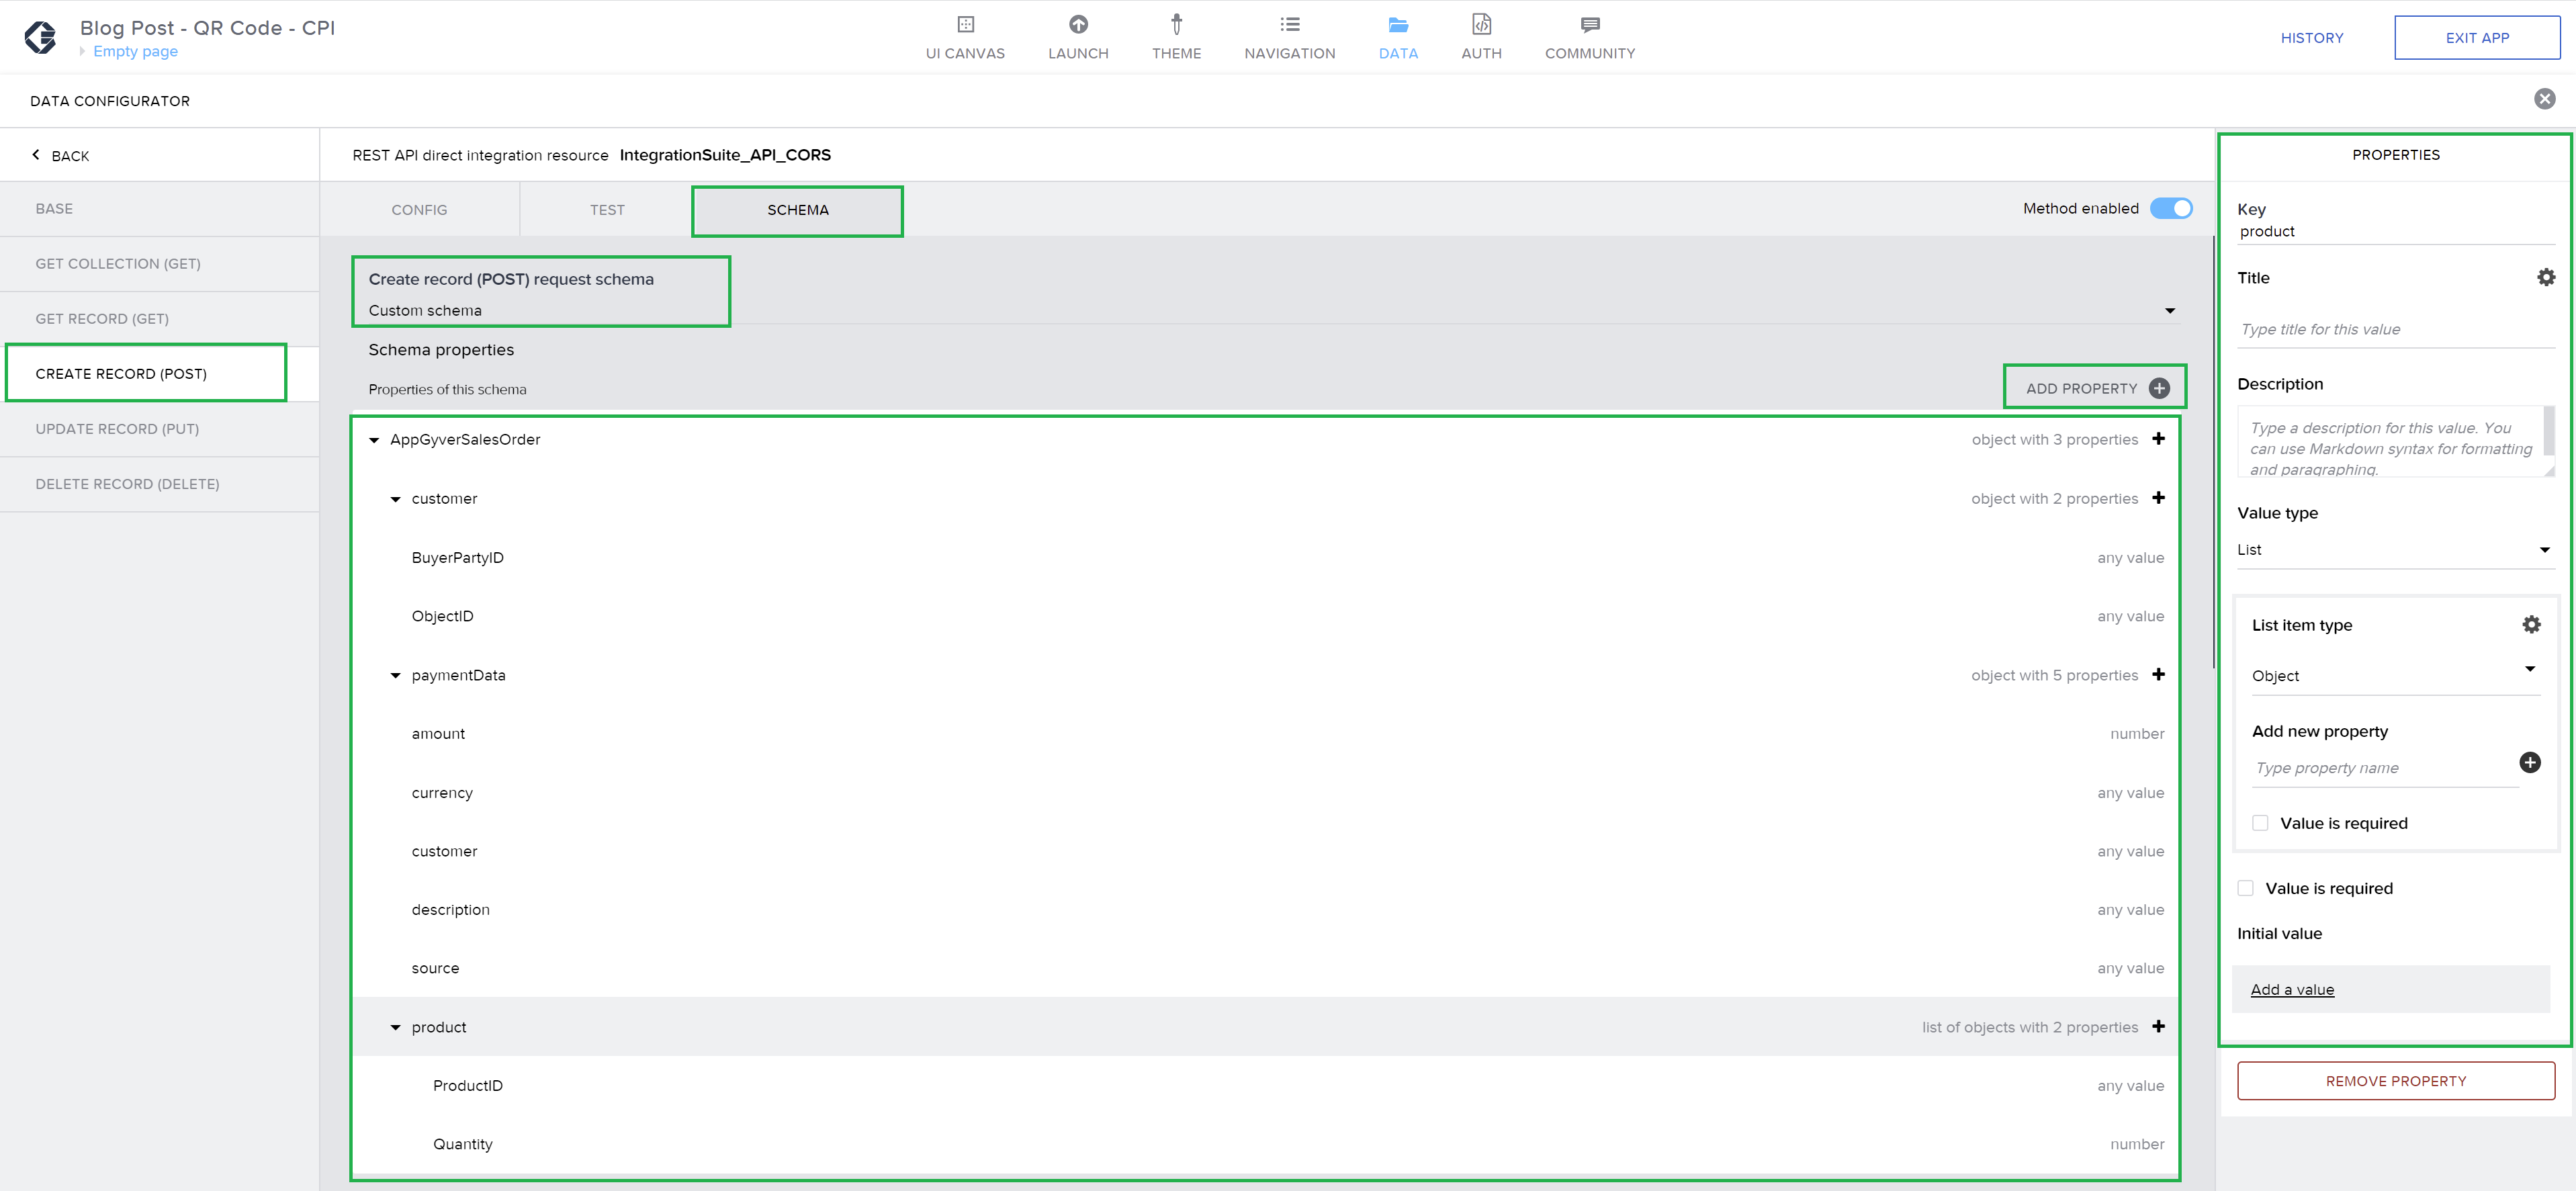 Blog Post - QR Code - CPI
Empty page
UI CANVAS
LAUNCH
THEME
NAVIGATION
DATA
AUTH
COMMUNITY
HISTORY
EXIT APP
DATA CONFIGURATOR
BACK
BASE
GET COLLECTION (GET)
GET RECORD (GET)
CREATE RECORD (POST)
UPDATE RECORD (PUT)
DELETE RECORD (DELETE)
REST API direct integration resource IntegrationSuite_API_CORS
CONFIG
TEST
SCHEMA
Method enabled
Create record (POST) request schema
Custom schema
Schema properties
Properties of this schema
ADD PROPERTY
AppGyverSalesOrder object with 3 properties
customer object with 2 properties
BuyerPartyID any value
ObjectID any value
paymentData object with 5 properties
amount number
currency any value
customer any value
description any value
source any value
product list of objects with 2 properties
ProductID any value
Quantity number
PROPERTIES
Key
product
Title
Type title for this value
Description
Type a description for this value. You
can use Markdown syntax for formatting
and paragraphing.
Value type
List
List item type
Object
Add new property
Type property name
Value is required
Value is required
Initial value
Add a value
REMOVE PROPERTY